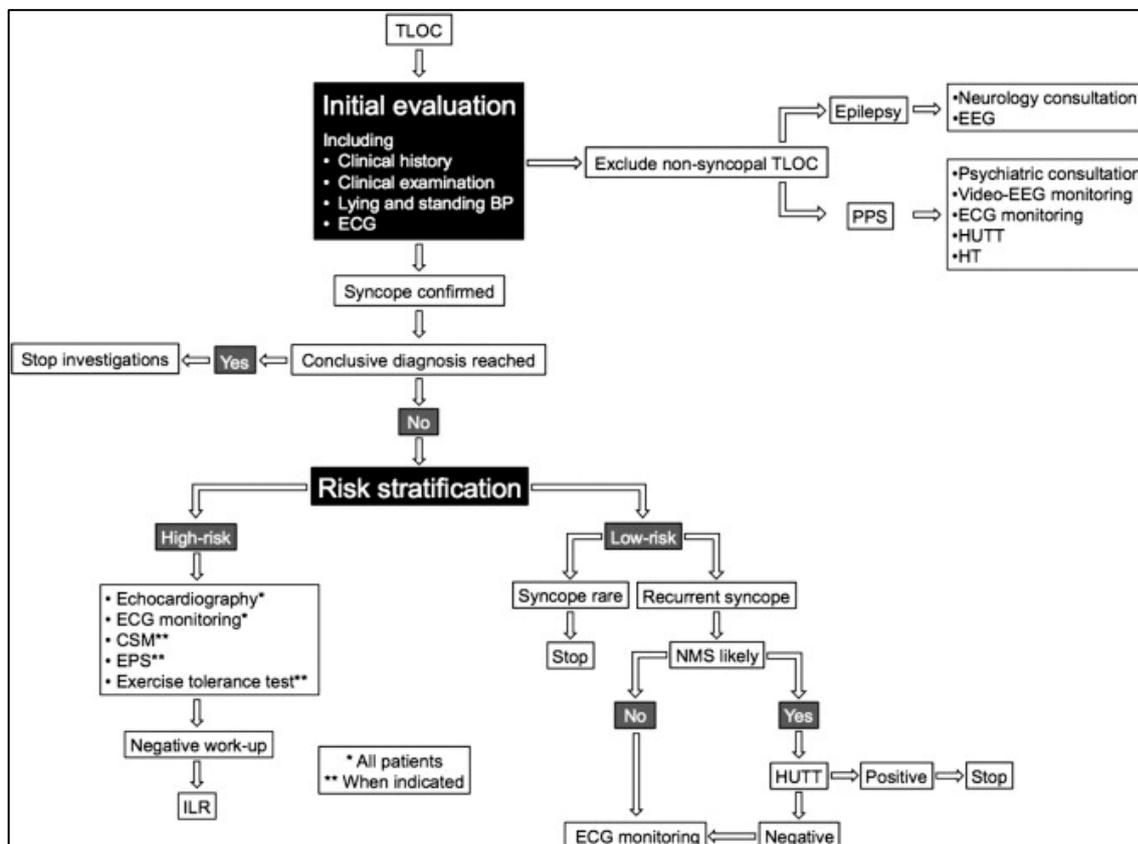 TLOC
Initial evaluation
Including
• Clinical history
• Clinical examination
• Lying and standing BP
• ECG
Exclude non-syncopal TLOC
Epilepsy
•Neurology consultation
•EEG
PPS
•Psychiatric consultation
•Video-EEG monitoring
•ECG monitoring
•HUTT
•HT
Syncope confirmed
Conclusive diagnosis reached
Yes
Stop investigations
No
Risk stratification
High-risk
• Echocardiography*
• ECG monitoring*
• CSM**
• EPS**
• Exercise tolerance test**
Negative work-up
ILR
* All patients
** When indicated
Low-risk
Syncope rare
Stop
Recurrent syncope
NMS likely
No
Yes
HUTT
Positive
Stop
Negative
ECG monitoring